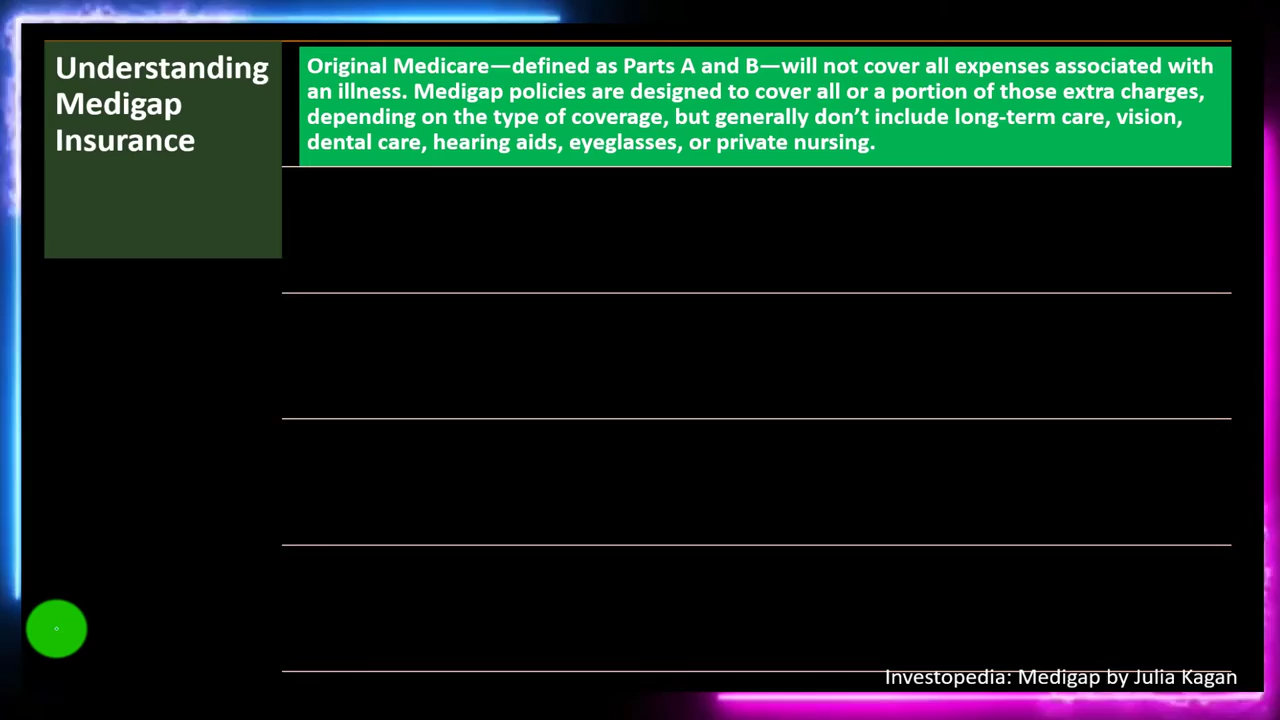 Understanding
Medigap
Insurance
Original Medicare—defined as Parts A and B—will not cover all expenses associated with
an illness. Medigap policies are designed to cover all or a portion of those extra charges,
depending on the type of coverage, but generally don’t include long-term care, vision,
dental care, hearing aids, eyeglasses, or private nursing.
Investopedia: Medigap by Julia Kagan